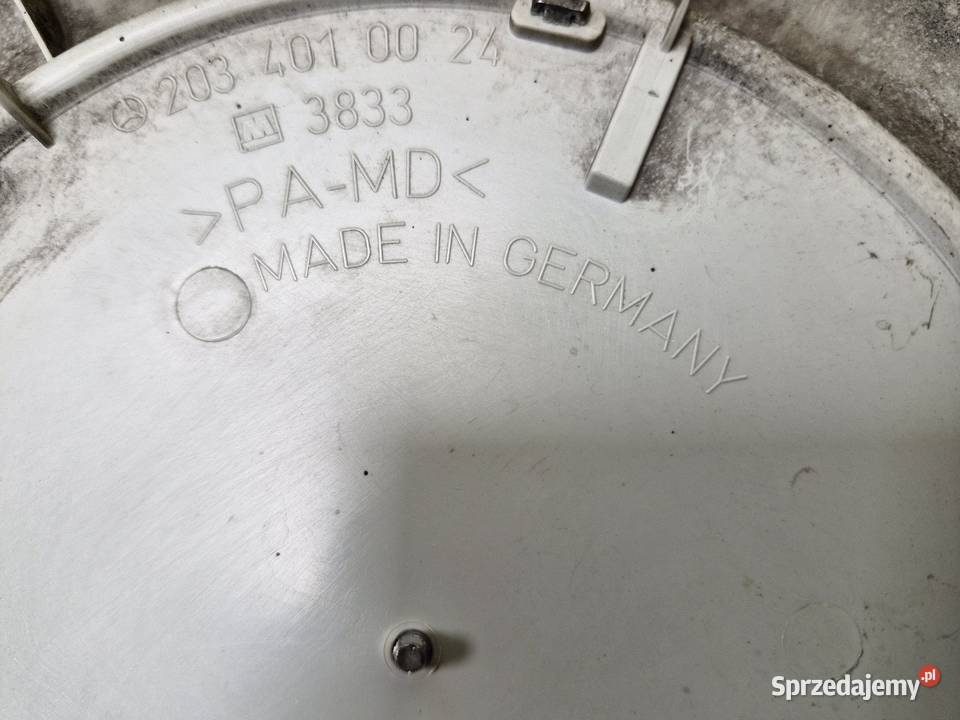 203 401 00 24
M 3833
>PA-MD<
MADE IN GERMANY
Sprzedajemy.pl